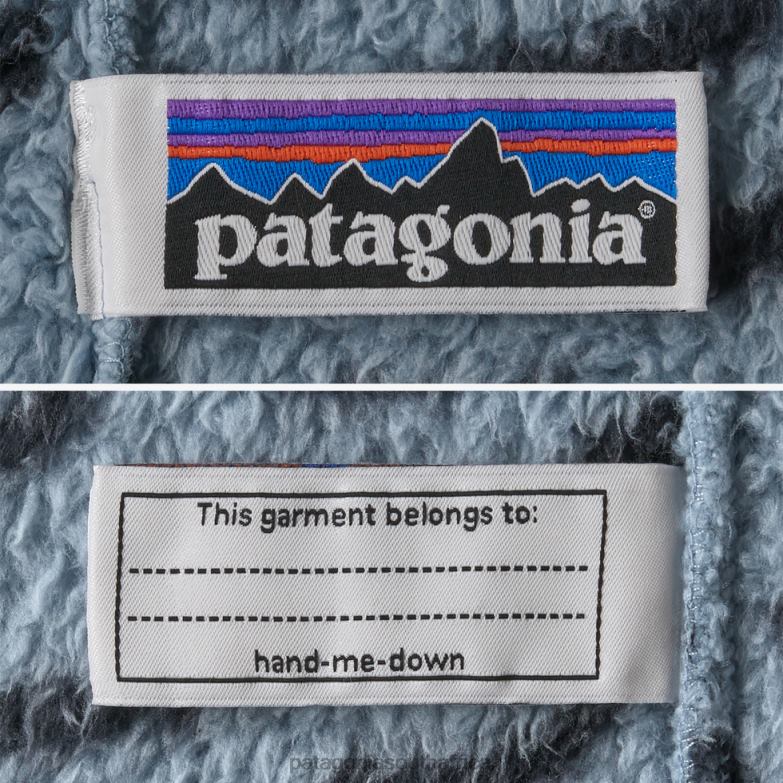 patagonia®
This garment belongs to:
hand-me-down